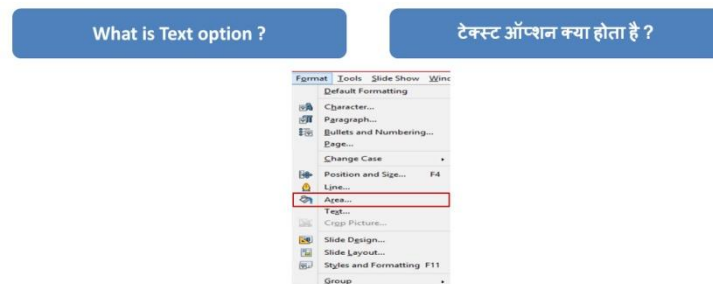 What is Text option ?
टेक्स्ट ऑप्शन क्या होता है ?
Format Tools Slide Show Winc
Default Formatting
Character...
Paragraph...
Bullets and Numbering...
Page...
Change Case
Position and Size... F4
Line...
Area...
Text...
Crop Picture...
Slide Design...
Slide Layout...
Styles and Formatting F11
Group